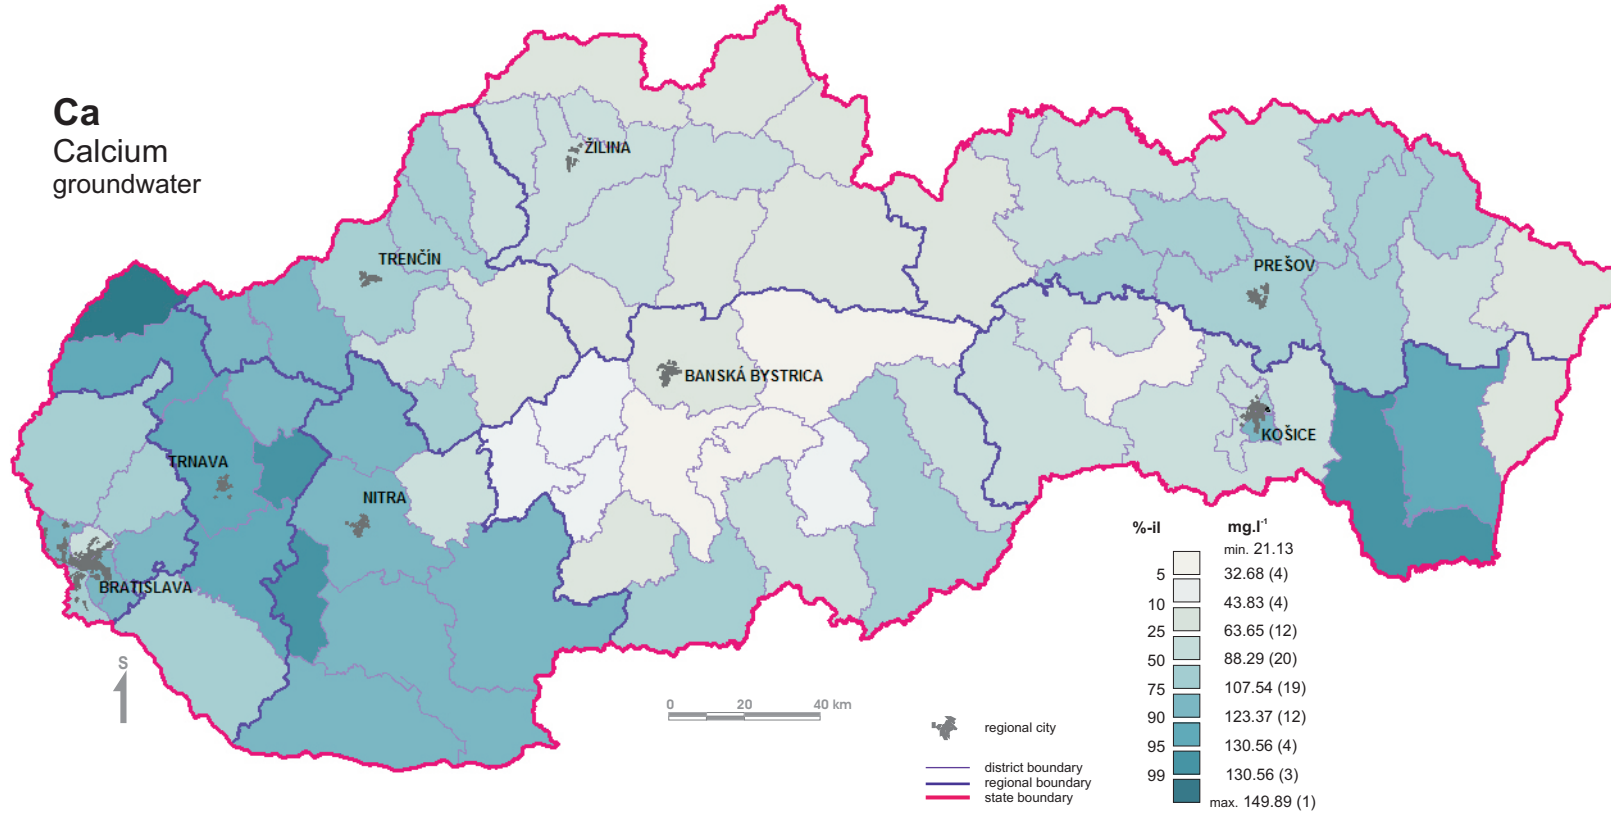 Ca
Calcium
groundwater
ŽILINA
TRENČÍN
PREŠOV
BANSKÁ BYSTRICA
KOŠICE
TRNAVA
NITRA
BRATISLAVA
S
0 20 40 km
regional city
district boundary
regional boundary
state boundary
%-il mg.l⁻¹
min. 21.13
5 32.68 (4)
10 43.83 (4)
25 63.65 (12)
50 88.29 (20)
75 107.54 (19)
90 123.37 (12)
95 130.56 (4)
99 130.56 (3)
max. 149.89 (1)